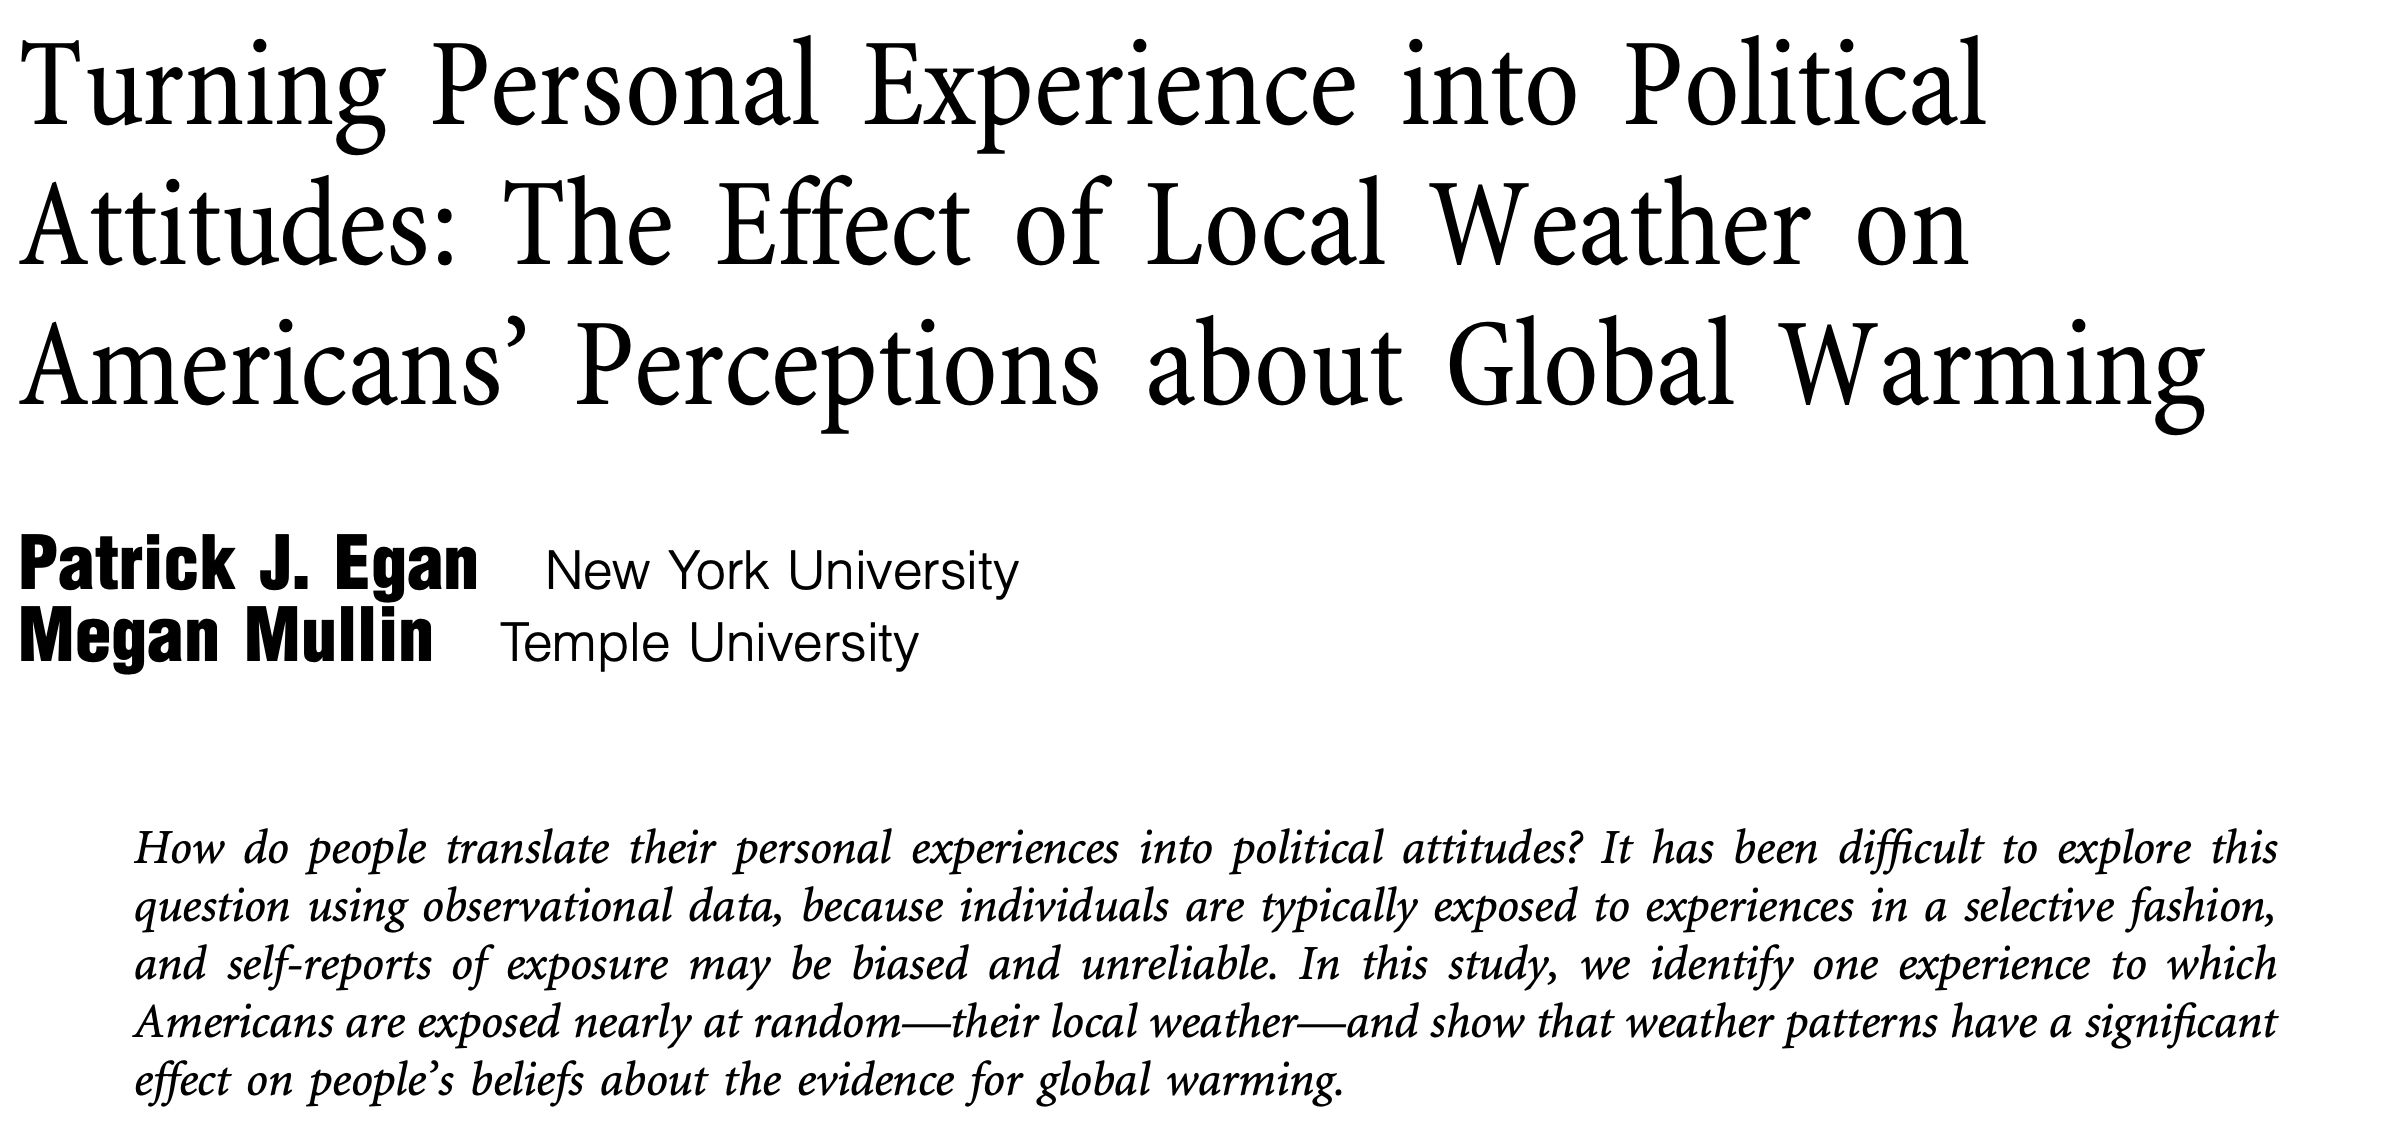 Turning Personal Experience into Political
Attitudes: The Effect of Local Weather on
Americans’ Perceptions about Global Warming
Patrick J. Egan New York University
Megan Mullin Temple University
How do people translate their personal experiences into political attitudes? It has been difficult to explore this
question using observational data, because individuals are typically exposed to experiences in a selective fashion,
and self-reports of exposure may be biased and unreliable. In this study, we identify one experience to which
Americans are exposed nearly at random—their local weather—and show that weather patterns have a significant
effect on people’s beliefs about the evidence for global warming.